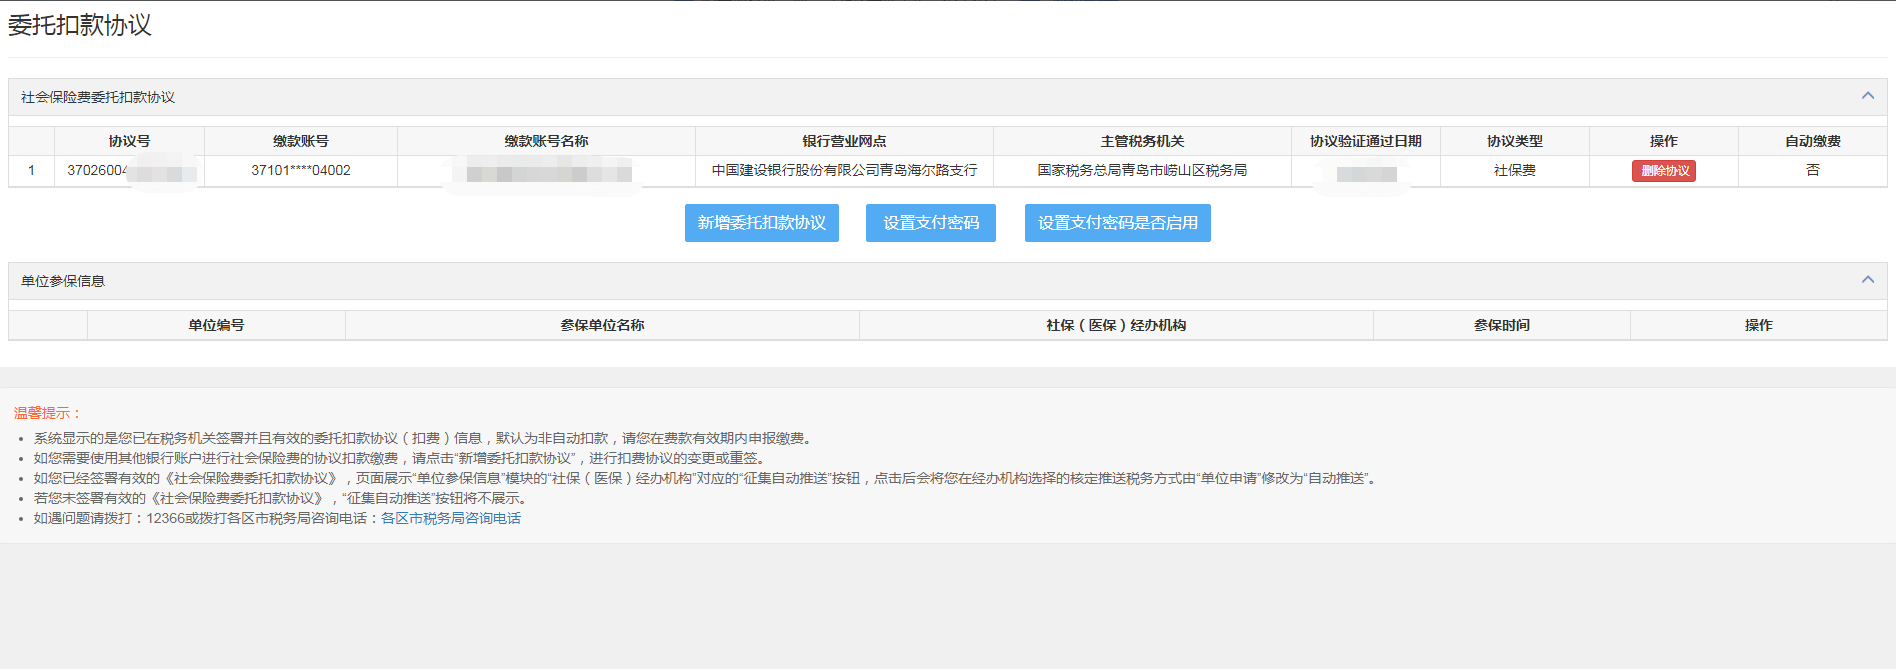 委托扣款协议
社会保险费委托扣款协议
协议号 缴款账号 缴款账号名称 银行营业网点 主管税务机关 协议验证通过日期 协议类型 操作 自动缴费
1 3702600 37101****04002 中国建设银行股份有限公司青岛海尔路支行 国家税务总局青岛市崂山区税务局 社保费 删除协议 否
新增委托扣款协议 设置支付密码 设置支付密码是否启用
单位参保信息
单位编号 参保单位名称 社保（医保）经办机构 参保时间 操作
温馨提示：
• 系统显示的是您已在税务机关签署并且有效的委托扣款协议（扣费）信息，默认为非自动扣款，请您在费款有效期内申报缴费。
• 如您需要使用其他银行账户进行社会保险费的协议扣款缴费，请点击“新增委托扣款协议”，进行扣费协议的变更或重签。
• 如您已经签署有效的《社会保险费委托扣款协议》，页面展示“单位参保信息”模块的“社保（医保）经办机构”对应的“征集自动推送”按钮，点击后会将您在经办机构选择的核定推送税务方式由“单位申请”修改为“自动推送”。
• 若您未签署有效的《社会保险费委托扣款协议》，“征集自动推送”按钮将不展示。
• 如遇问题请拨打：12366或拨打各区市税务局咨询电话：各区市税务局咨询电话